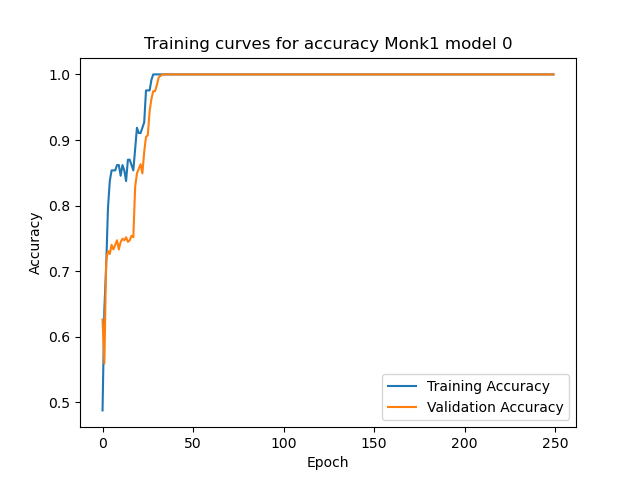 Training curves for accuracy Monk1 model 0
1.0
0.9
0.8
0.7
0.6
0.5
Accuracy
Training Accuracy
Validation Accuracy
0 50 100 150 200 250
Epoch